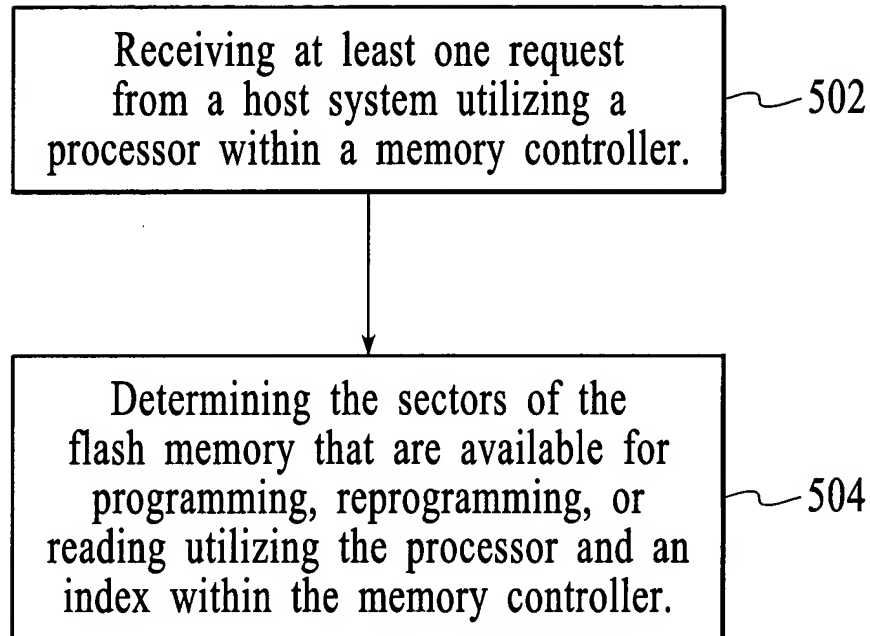 Receiving at least one request
from a host system utilizing a
processor within a memory controller.
502
Determining the sectors of the
flash memory that are available for
programming, reprogramming, or
reading utilizing the processor and an
index within the memory controller.
504